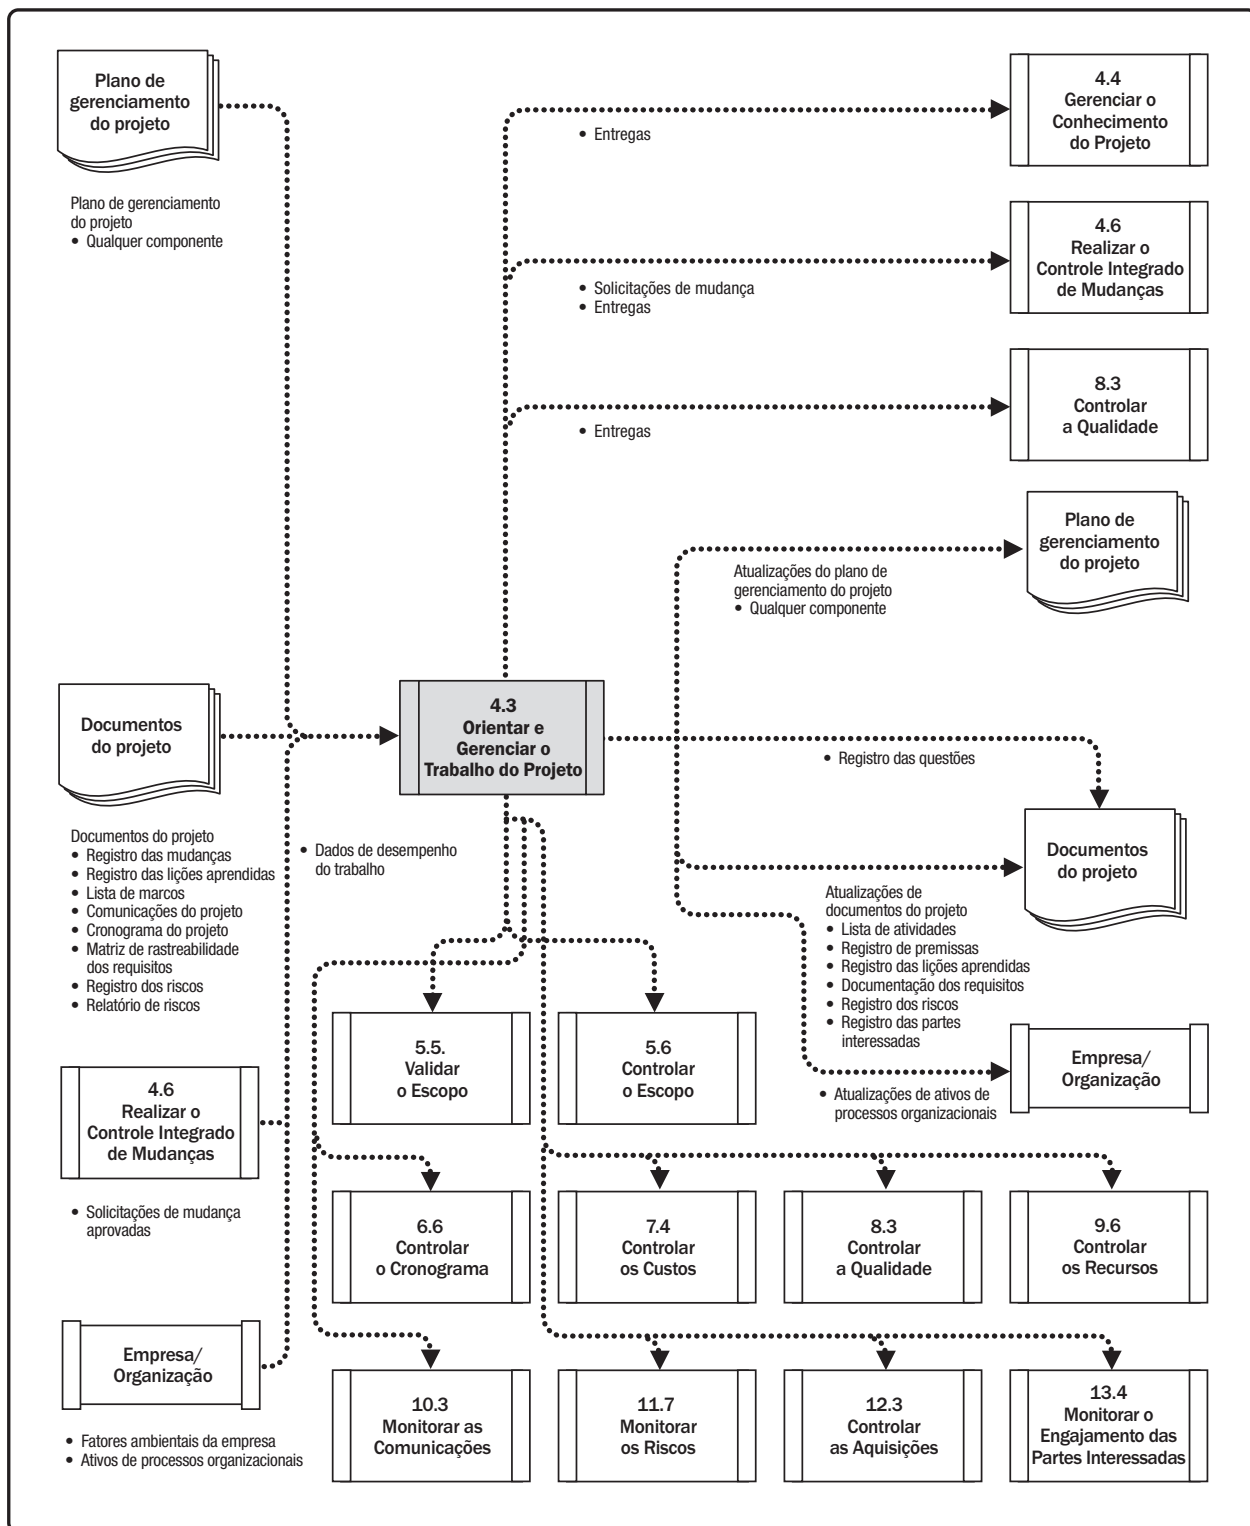 Plano de
gerenciamento
do projeto
Plano de gerenciamento
do projeto
• Qualquer componente
• Entregas
4.4
Gerenciar o
Conhecimento
do Projeto
• Solicitações de mudança
• Entregas
4.6
Realizar o
Controle Integrado
de Mudanças
• Entregas
8.3
Controlar
a Qualidade
Atualizações do plano de
gerenciamento do projeto
• Qualquer componente
Plano de
gerenciamento
do projeto
Documentos
do projeto
4.3
Orientar e
Gerenciar o
Trabalho do Projeto
• Registro das questões
Documentos do projeto
• Registro das mudanças
• Registro das lições aprendidas
• Lista de marcos
• Comunicações do projeto
• Cronograma do projeto
• Matriz de rastreabilidade
dos requisitos
• Registro dos riscos
• Relatório de riscos
• Dados de desempenho
do trabalho
Documentos
do projeto
Atualizações de
documentos do projeto
• Lista de atividades
• Registro de premissas
• Registro das lições aprendidas
• Documentação dos requisitos
• Registro dos riscos
• Registro das partes
interessadas
5.5.
Validar
o Escopo
5.6
Controlar
o Escopo
Empresa/
Organização
• Atualizações de ativos de
processos organizacionais
4.6
Realizar o
Controle Integrado
de Mudanças
• Solicitações de mudança
aprovadas
6.6
Controlar
o Cronograma
7.4
Controlar
os Custos
8.3
Controlar
a Qualidade
9.6
Controlar
os Recursos
Empresa/
Organização
• Fatores ambientais da empresa
• Ativos de processos organizacionais
10.3
Monitorar as
Comunicações
11.7
Monitorar
os Riscos
12.3
Controlar
as Aquisições
13.4
Monitorar o
Engajamento das
Partes Interessadas